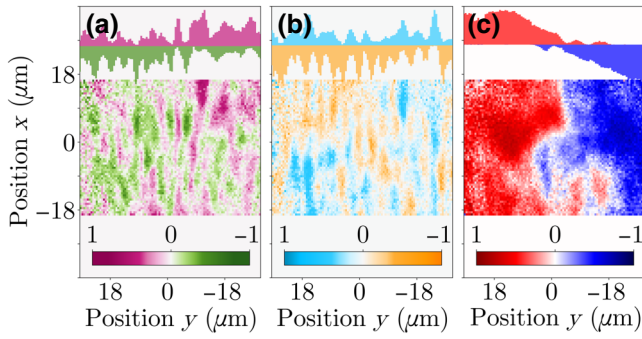 (a) (b) (c)
Position x (μm)
18
0
-18
1 0 -1 1 0 -1 1 0 -1
18 0 -18 18 0 -18 18 0 -18
Position y (μm) Position y (μm) Position y (μm)